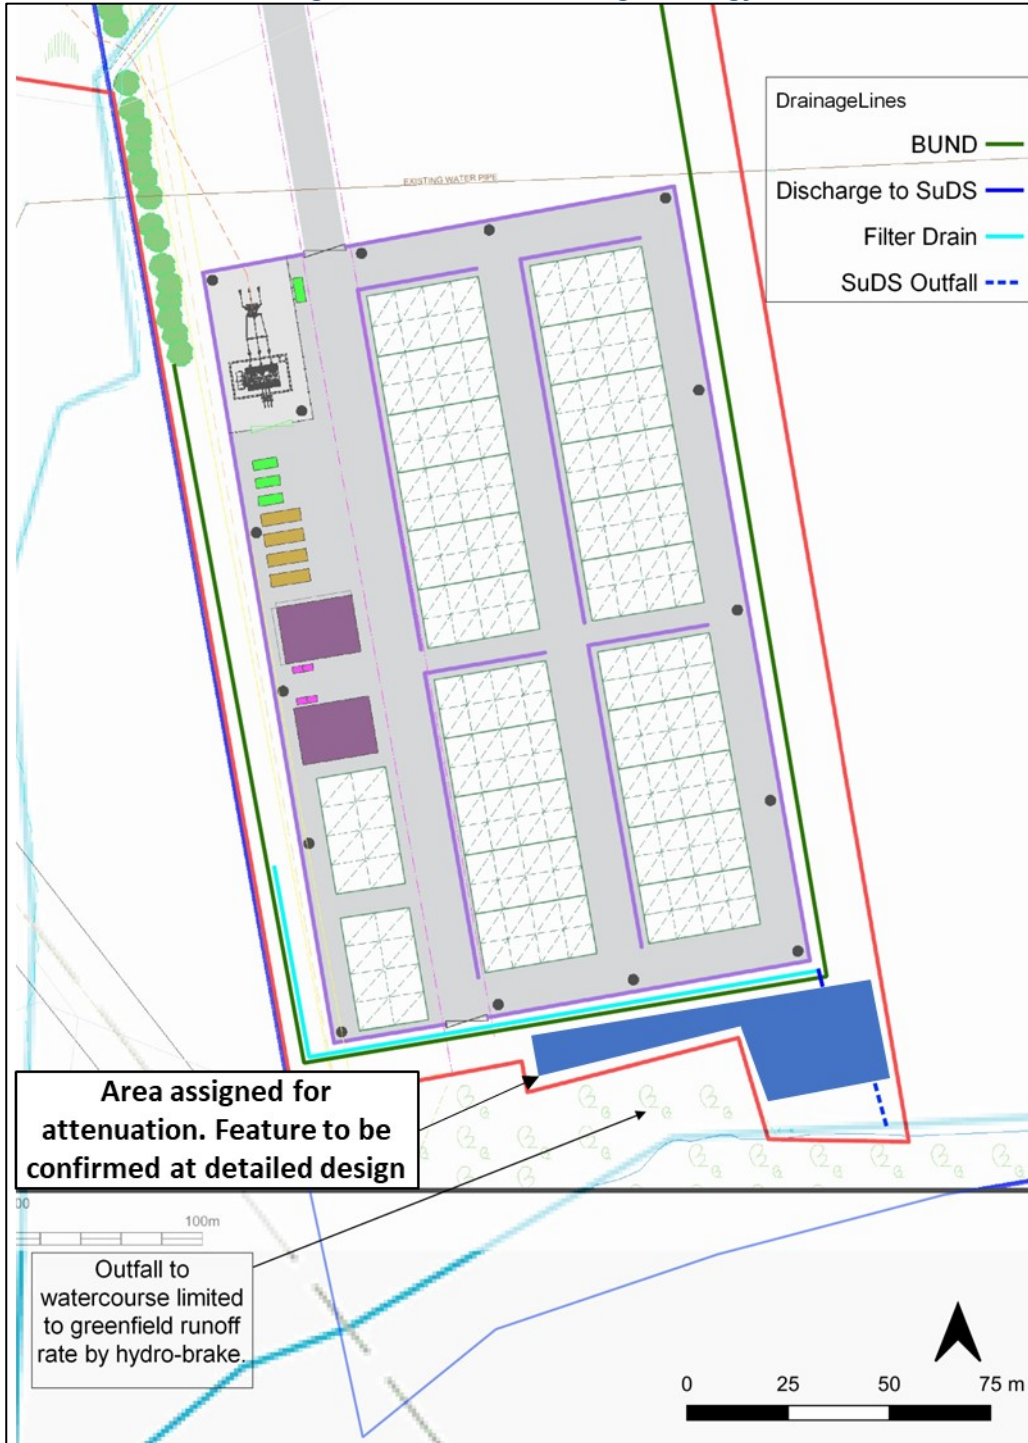 DrainageLines
BUND
Discharge to SuDS
Filter Drain
SuDS Outfall
EXISTING WATER PIPE
Area assigned for
attenuation. Feature to be
confirmed at detailed design
00
100m
Outfall to
watercourse limited
to greenfield runoff
rate by hydro-brake.
0 25 50 75 m